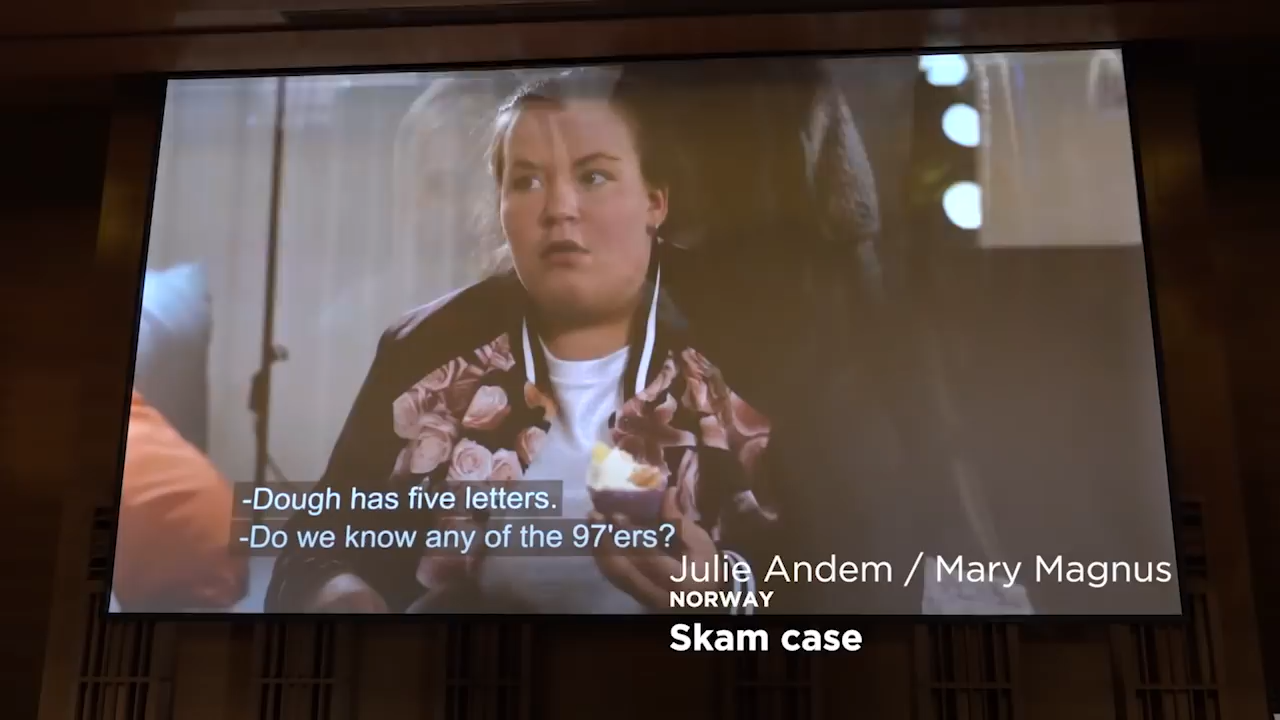 -Dough has five letters.
-Do we know any of the 97'ers?
Julie Andem / Mary Magnus
NORWAY
Skam case